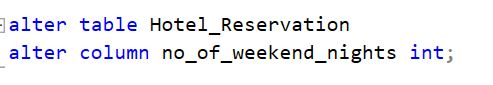 alter table Hotel_Reservation
alter column no_of_weekend_nights int;